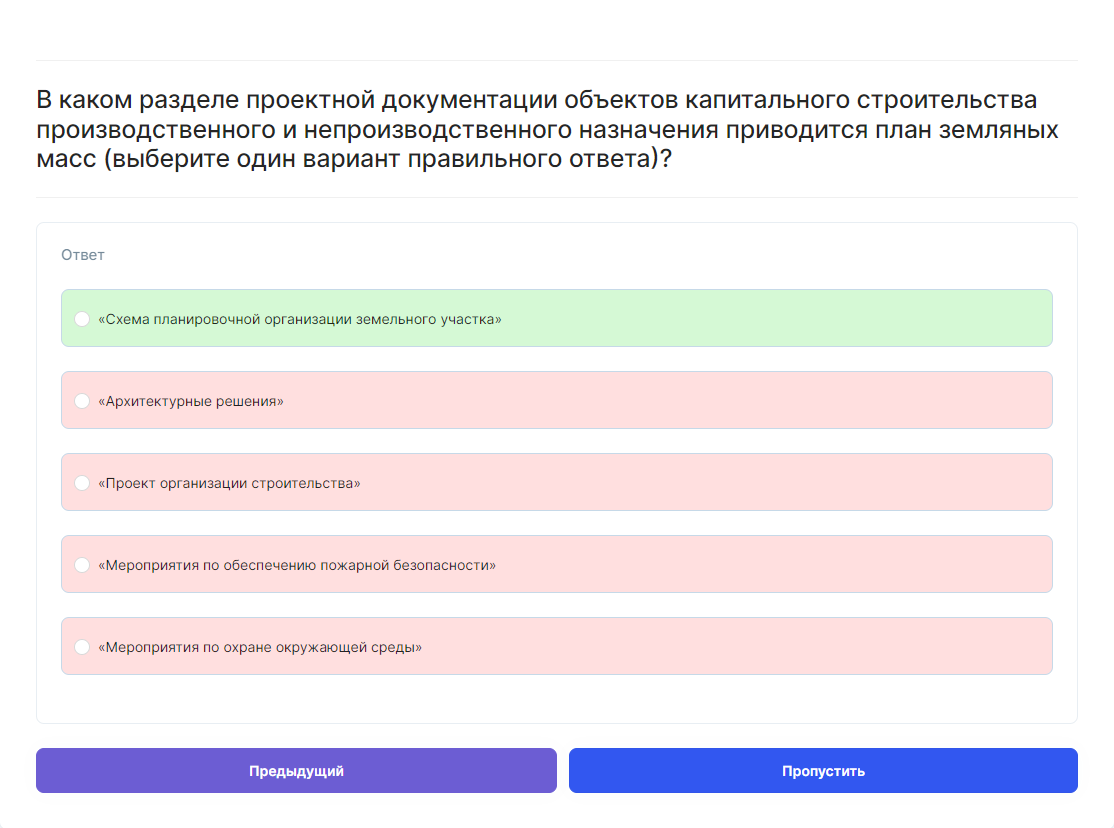 В каком разделе проектной документации объектов капитального строительства
производственного и непроизводственного назначения приводится план земляных
масс (выберите один вариант правильного ответа)?
Ответ
«Схема планировочной организации земельного участка»
«Архитектурные решения»
«Проект организации строительства»
«Мероприятия по обеспечению пожарной безопасности»
«Мероприятия по охране окружающей среды»
Предыдущий
Пропустить